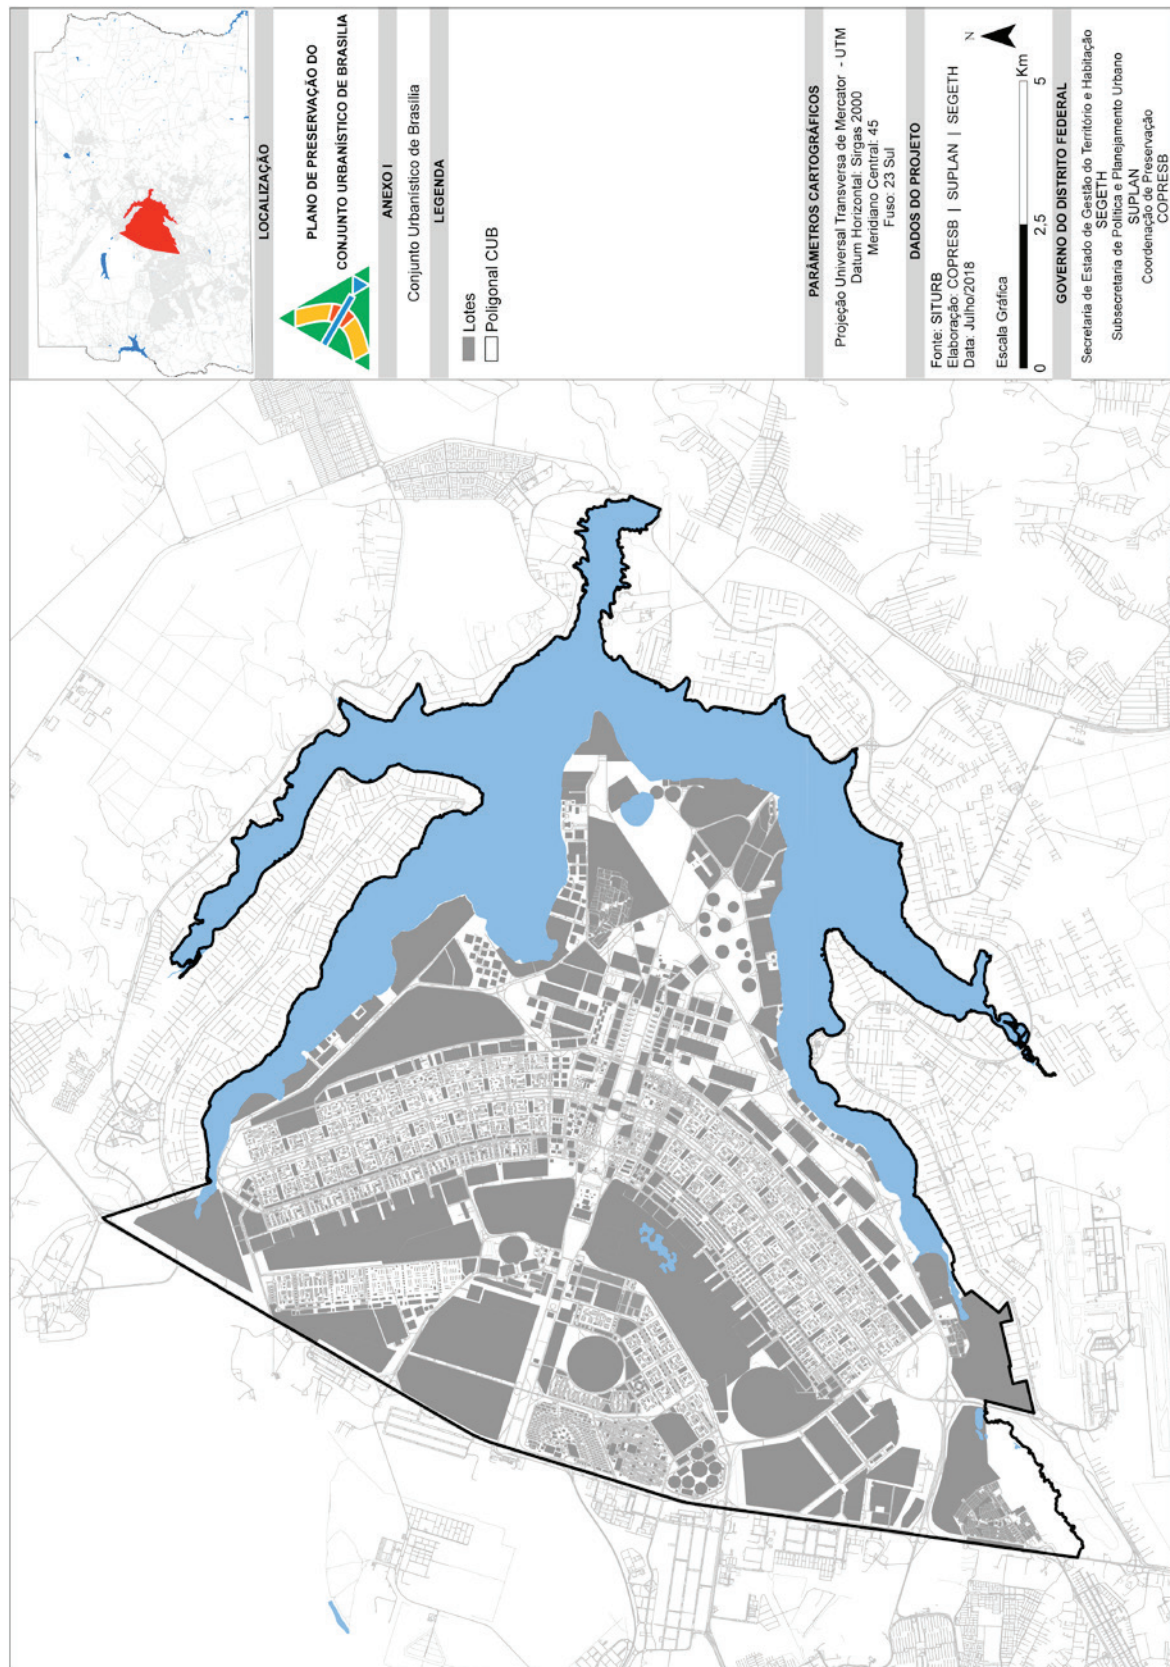 LOCALIZAÇÃO
PLANO DE PRESERVAÇÃO DO
CONJUNTO URBANÍSTICO DE BRASILIA
ANEXO I
Conjunto Urbanístico de Brasília
LEGENDA
Lotes
Poligonal CUB
PARÂMETROS CARTOGRÁFICOS
Projeção Universal Transversa de Mercator - UTM
Datum Horizontal: Sirgas 2000
Meridiano Central: 45
Fuso: 23 Sul
DADOS DO PROJETO
Fonte: SITURB
Elaboração: COPRESB | SUPLAN | SEGETH
Data: Julho/2018
N
Escala Gráfica
Km
0 2,5 5
GOVERNO DO DISTRITO FEDERAL
Secretaria de Estado de Gestão do Território e Habitação
SEGETH
Subsecretaria de Política e Planejamento Urbano
SUPLAN
Coordenação de Preservação
COPRESB